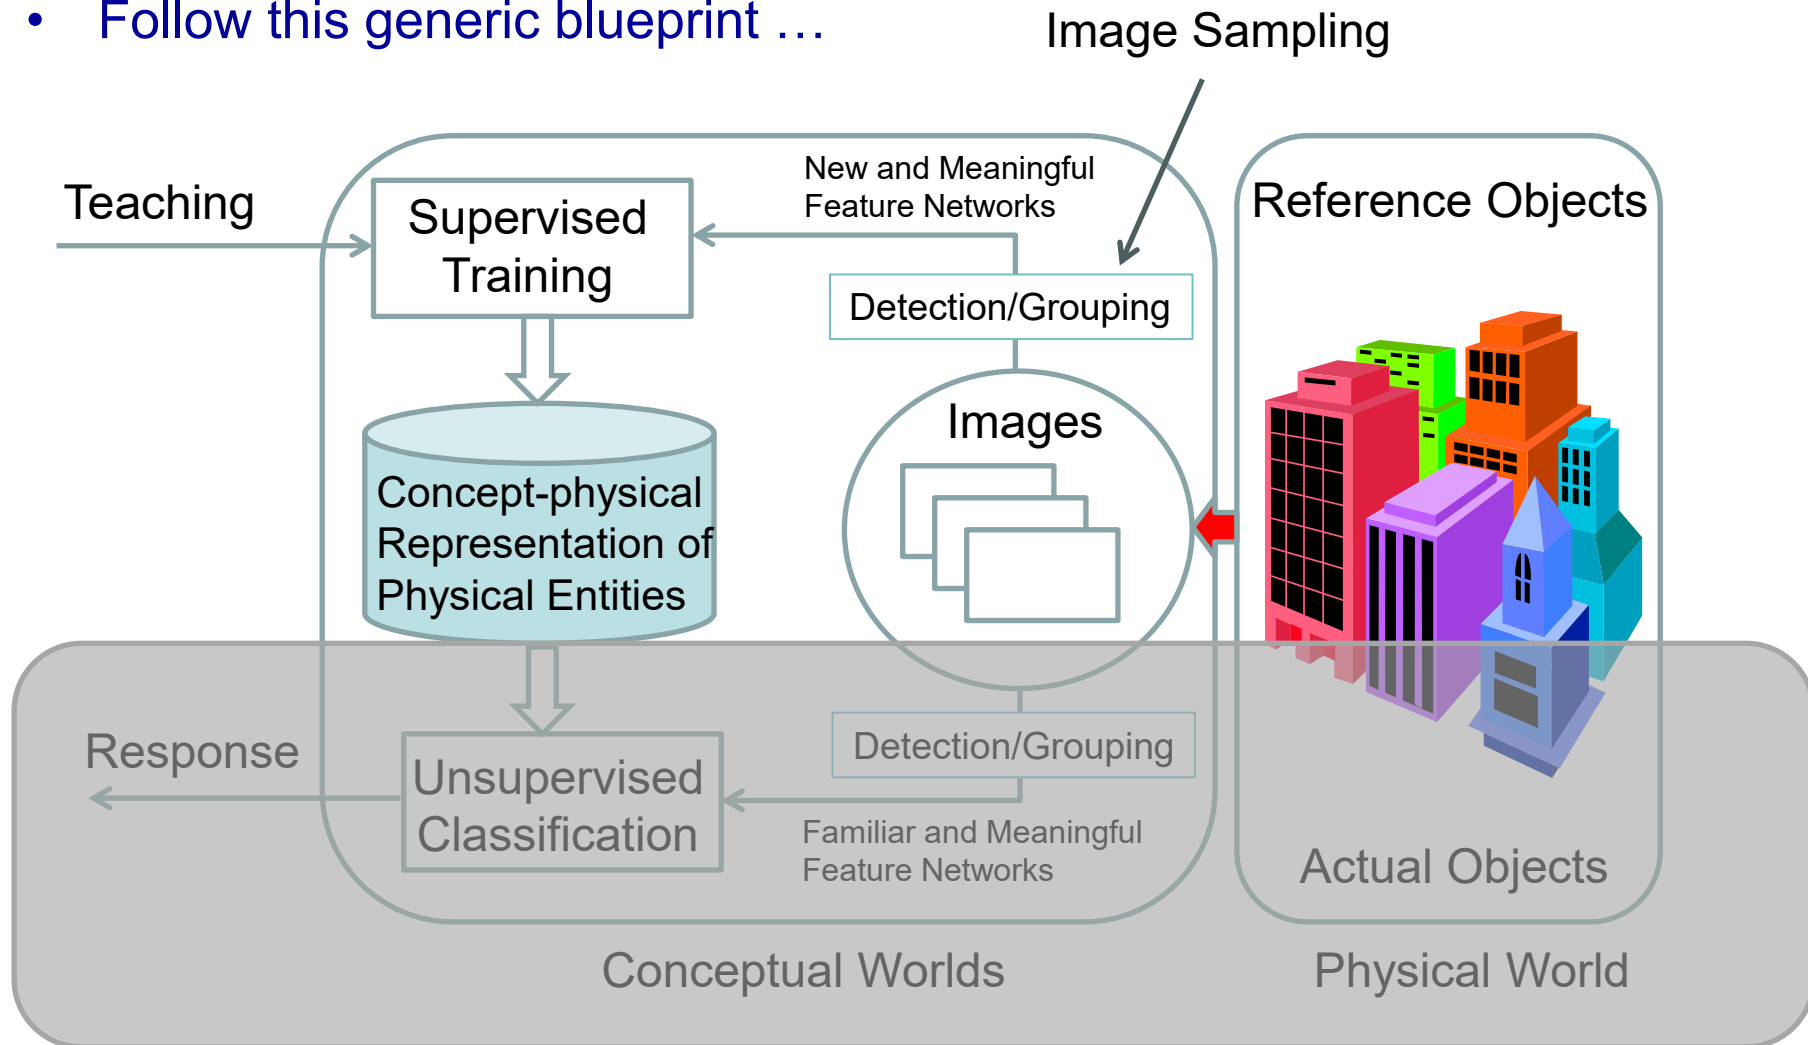 • Follow this generic blueprint …
Image Sampling
Teaching
Supervised
Training
New and Meaningful
Feature Networks
Reference Objects
Detection/Grouping
Images
Concept-physical
Representation of
Physical Entities
Response
Unsupervised
Classification
Detection/Grouping
Familiar and Meaningful
Feature Networks
Actual Objects
Conceptual Worlds
Physical World